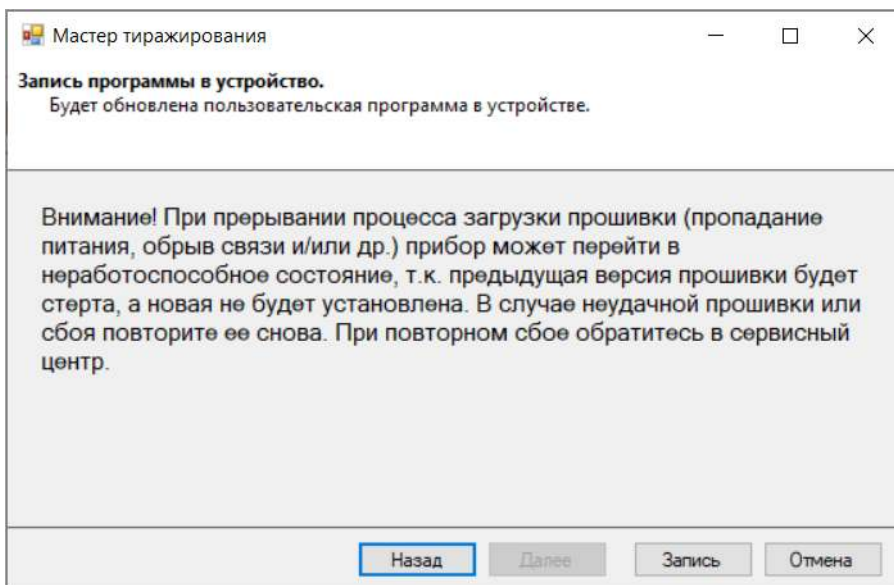 Мастер тиражирования
Запись программы в устройство.
Будет обновлена пользовательская программа в устройстве.
Внимание! При прерывании процесса загрузки прошивки (пропадание
питания, обрыв связи и/или др.) прибор может перейти в
неработоспособное состояние, т.к. предыдущая версия прошивки будет
стерта, а новая не будет установлена. В случае неудачной прошивки или
сбоя повторите ее снова. При повторном сбое обратитесь в сервисный
центр.
Назад Далее Запись Отмена